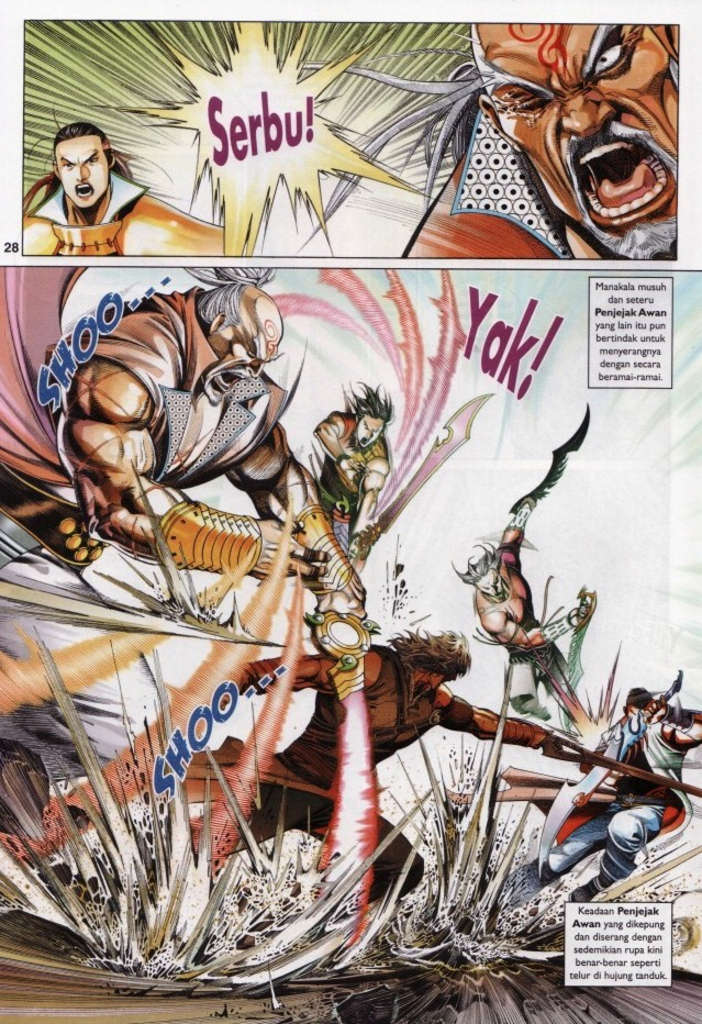 Serbu!
28
SHOO...
Yak!
Manakala musuh
dan seteru
Penjejak Awan
yang lain itu pun
bertindak terus
menyerangnya
dengan secara
beramai-ramai.
SHOO...
Keadaan Penjejak
Awan yang dikepung
dan diserang dengan
sedemikian rupa kini
benar-benar seperti
telur di hujung tanduk.